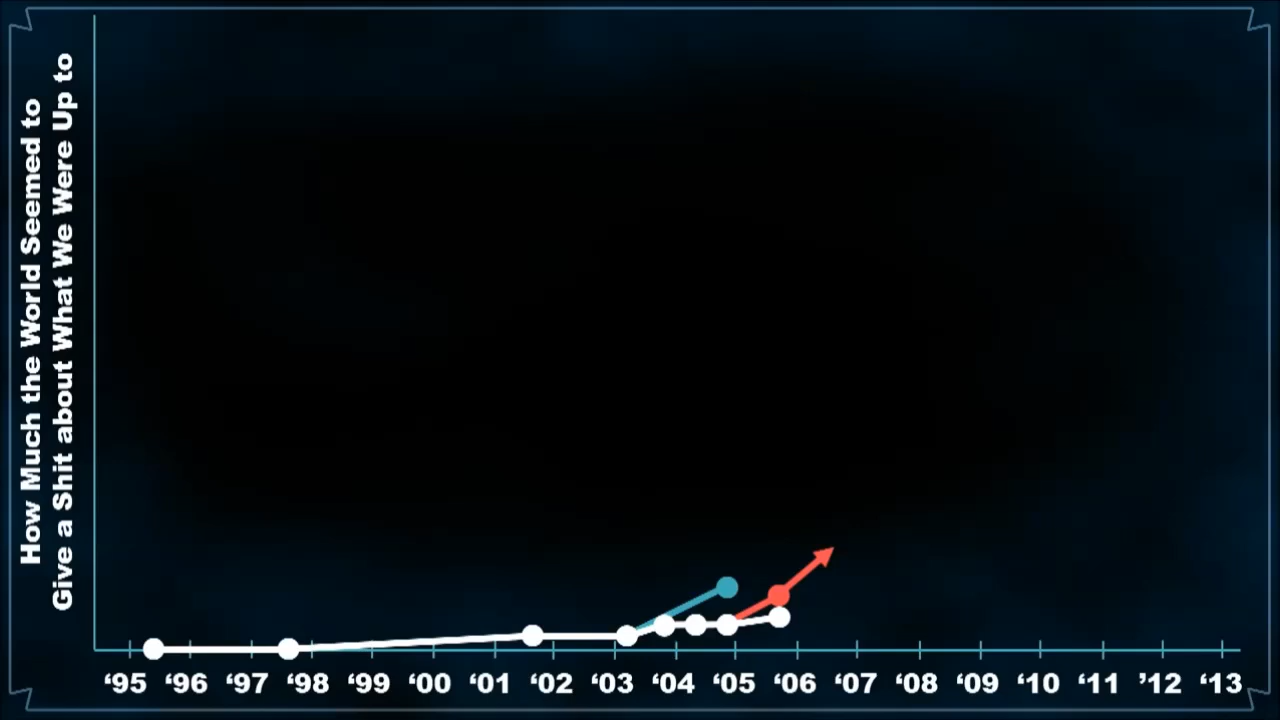 How Much the World Seemed to
Give a Shit about What We Were Up to
‘95 ‘96 ‘97 ‘98 ‘99 ‘00 ‘01 ‘02 ‘03 ‘04 ‘05 ‘06 ‘07 ‘08 ‘09 ‘10 ‘11 ’12 ‘13